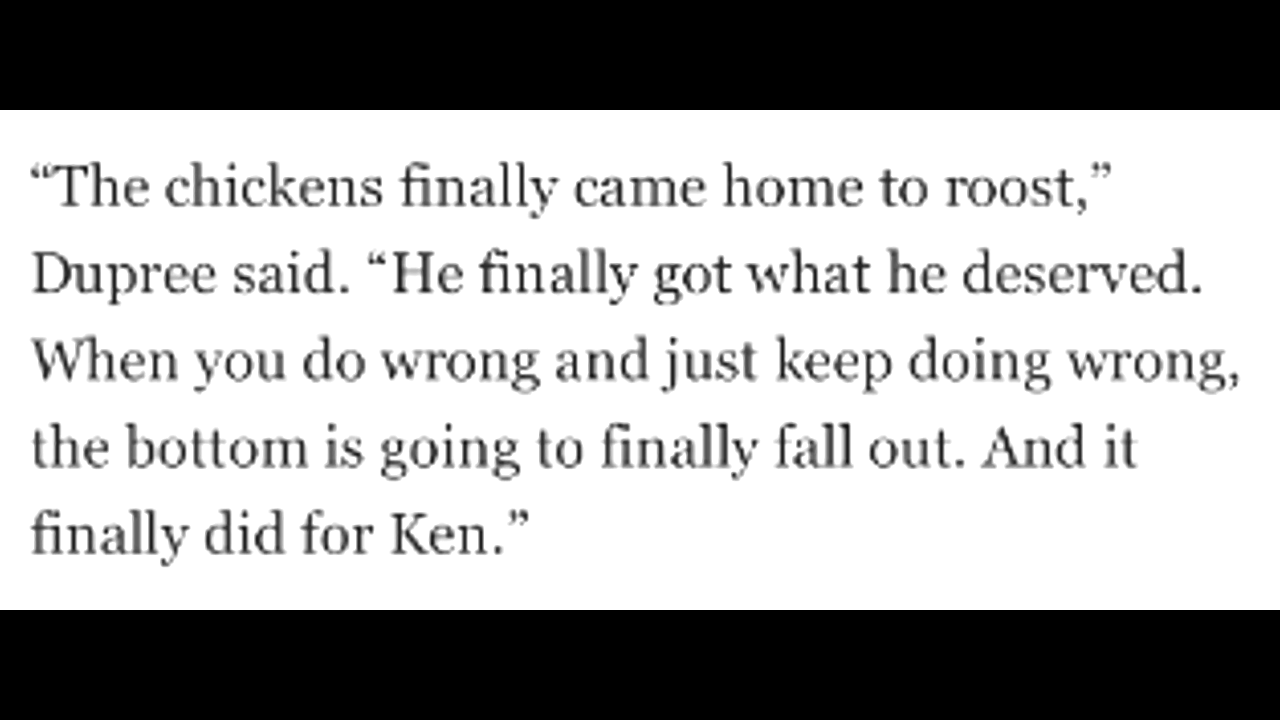 “The chickens finally came home to roost,”
Dupree said. “He finally got what he deserved.
When you do wrong and just keep doing wrong,
the bottom is going to finally fall out. And it
finally did for Ken.”